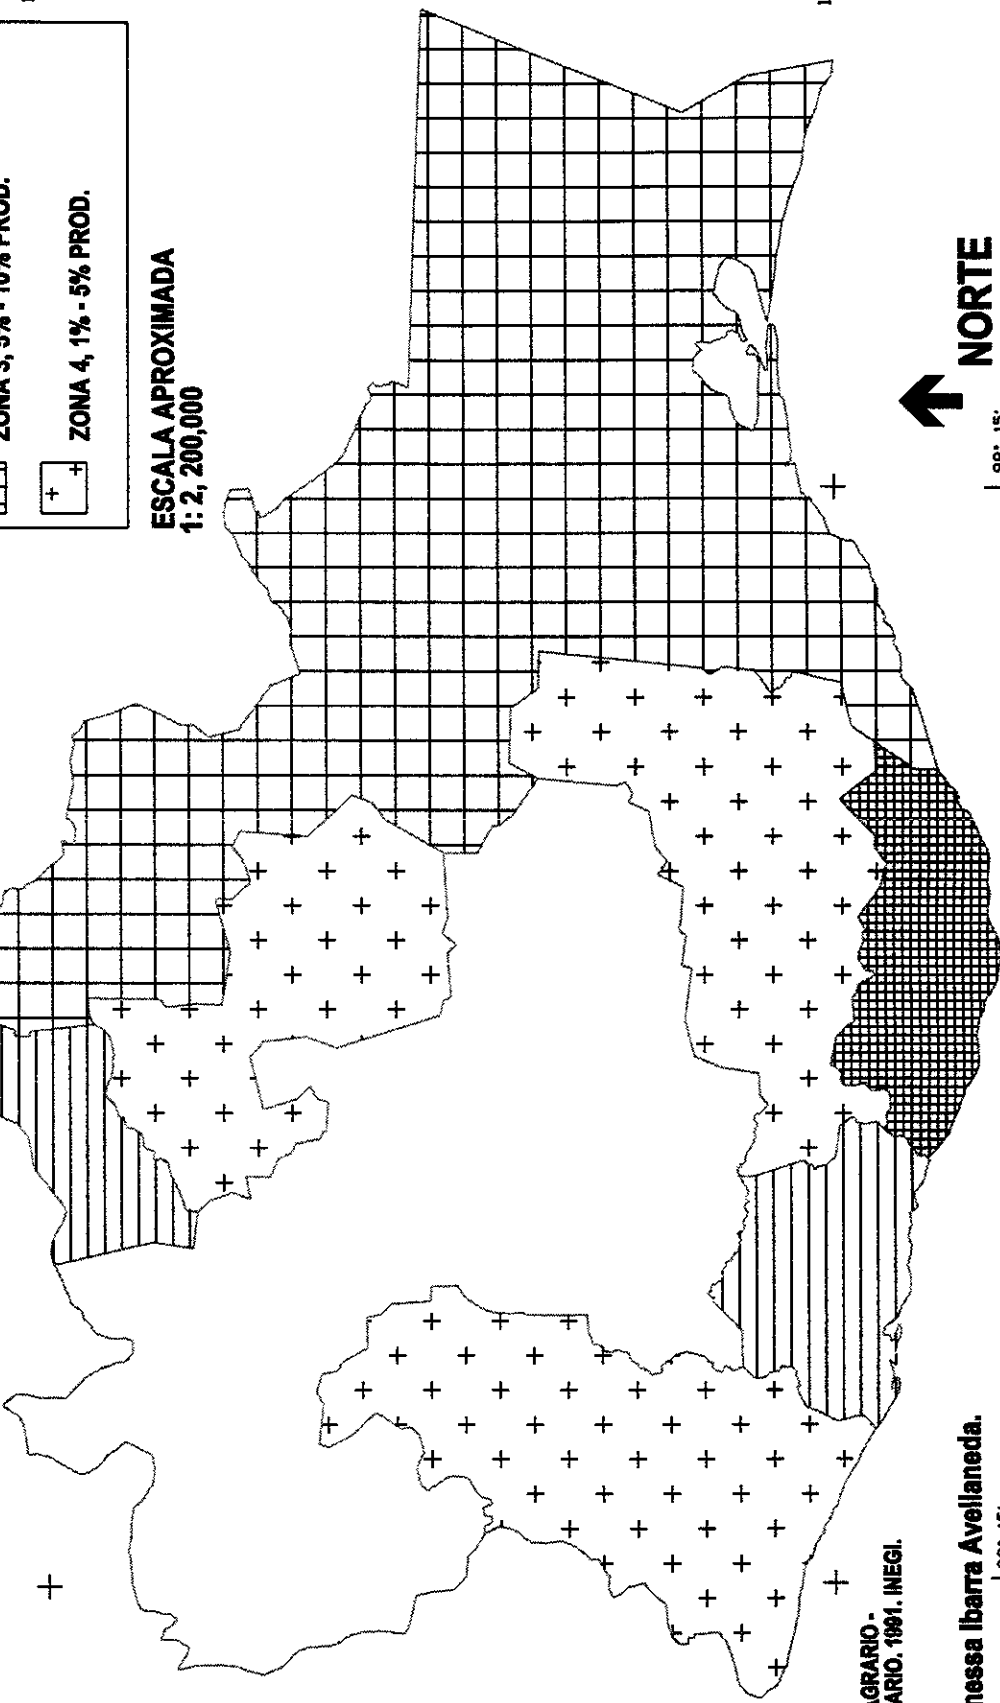 ZONA 3, 5% - 10% PROD.
ZONA 4, 1% - 5% PROD.
ESCALA APROXIMADA
1: 2, 200,000
NORTE
AGRARIO -
ARIO. 1991. INEGI.
nessa Ibarra Avellaneda.